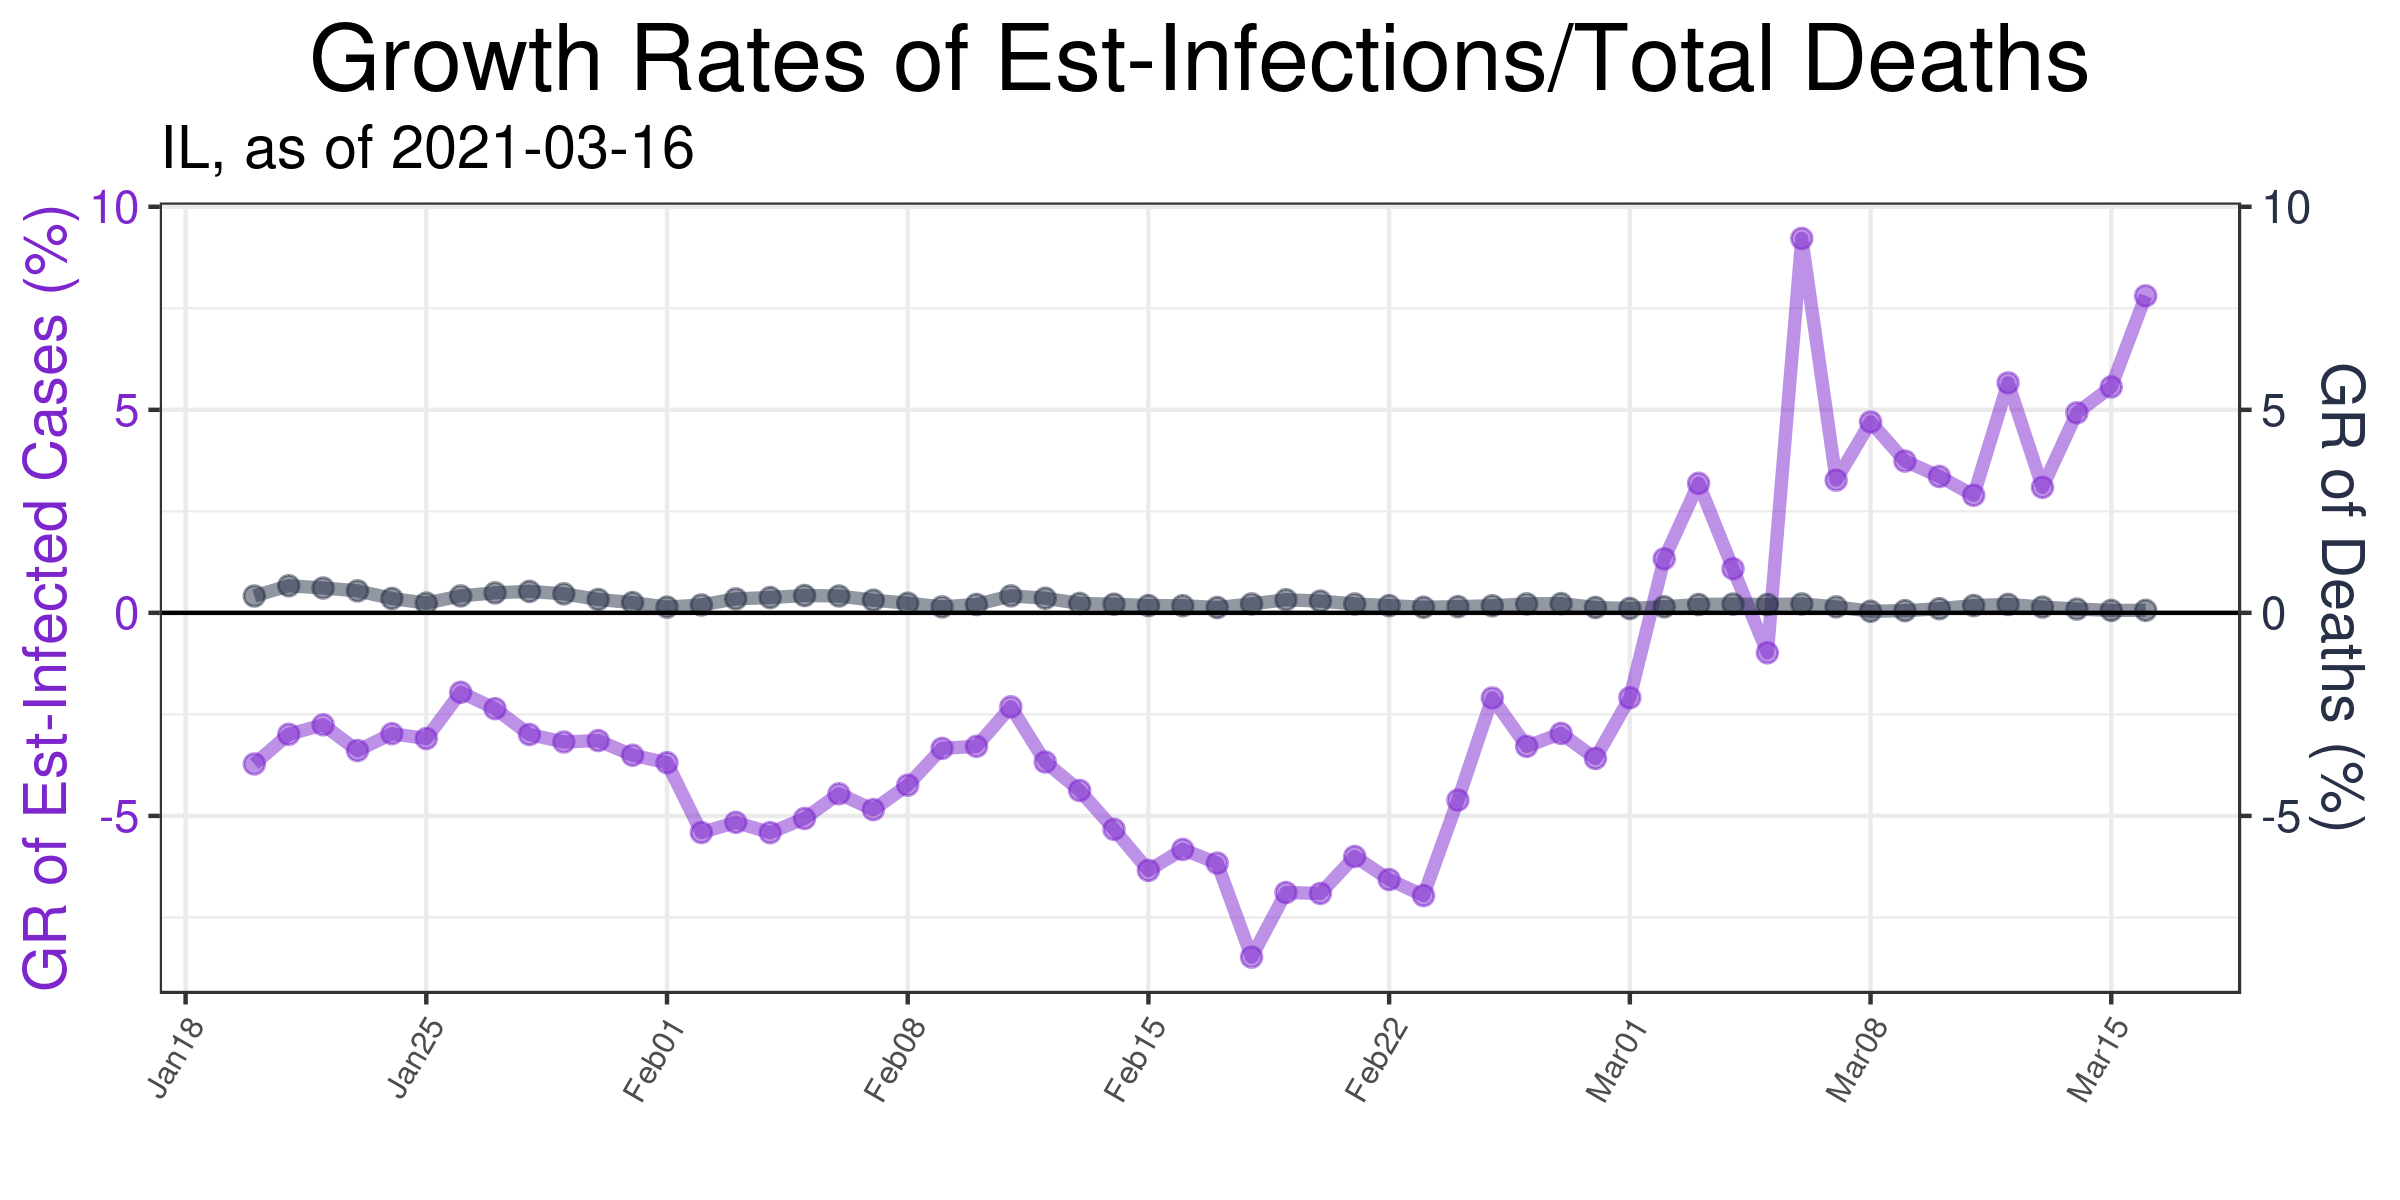 Growth Rates of Est-Infections/Total Deaths
IL, as of 2021-03-16
GR of Est-Infected Cases (%)
10
5
0
-5
10
5
0
-5
GR of Deaths (%)
Jan18
Jan25
Feb01
Feb08
Feb15
Feb22
Mar01
Mar08
Mar15